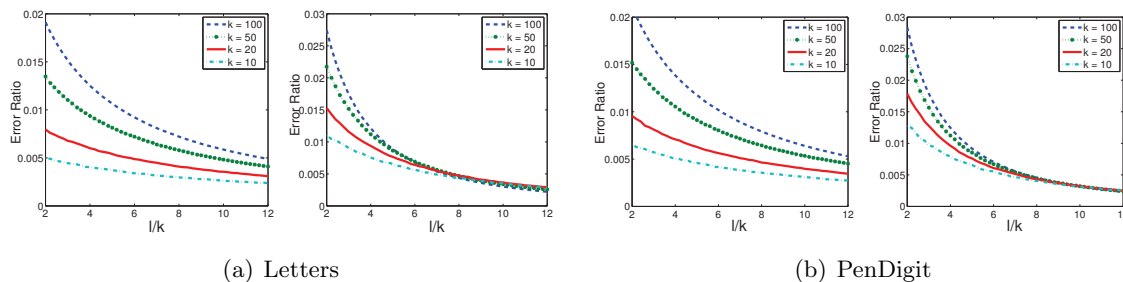 0.02
0.015
0.01
0.005
0
2 4 6 8 10 12
Error Ratio
l/k
k = 100
k = 50
k = 20
k = 10
0.03
0.025
0.02
0.015
0.01
0.005
0.00
2 4 6 8 10 12
Error Ratio
l/k
k = 100
k = 50
k = 20
k = 10
(a) Letters
0.02
0.015
0.01
0.005
0
2 4 6 8 10 12
Error Ratio
l/k
k = 100
k = 50
k = 20
k = 10
0.03
0.025
0.02
0.015
0.01
0.005
0.00
2 4 6 8 10 12
Error Ratio
l/k
k = 100
k = 50
k = 20
k = 10
(b) PenDigit